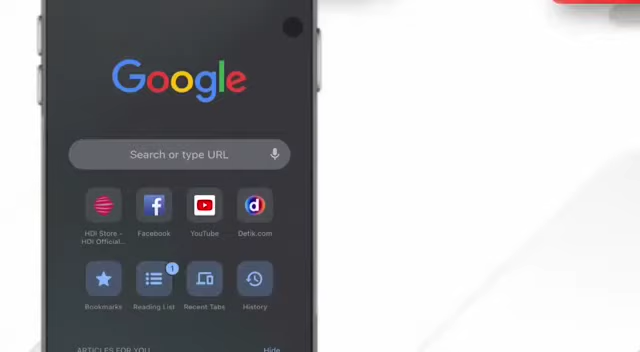 Google
Search or type URL
HDI Store -
HDI Official...
Facebook
YouTube
Detik.com
1
Bookmarks
Reading List
Recent Tabs
History
ARTICLES FOR YOU
Hide